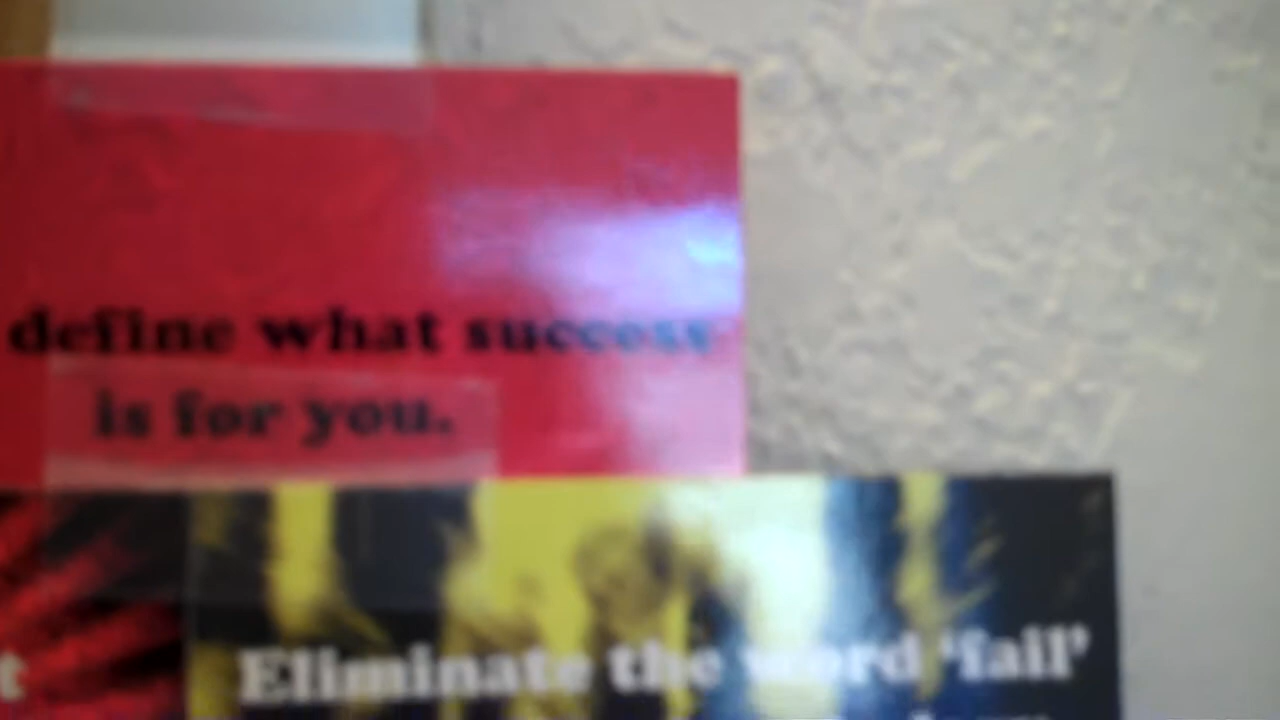 define what success
is for you.
t
Eliminate the word 'fail'